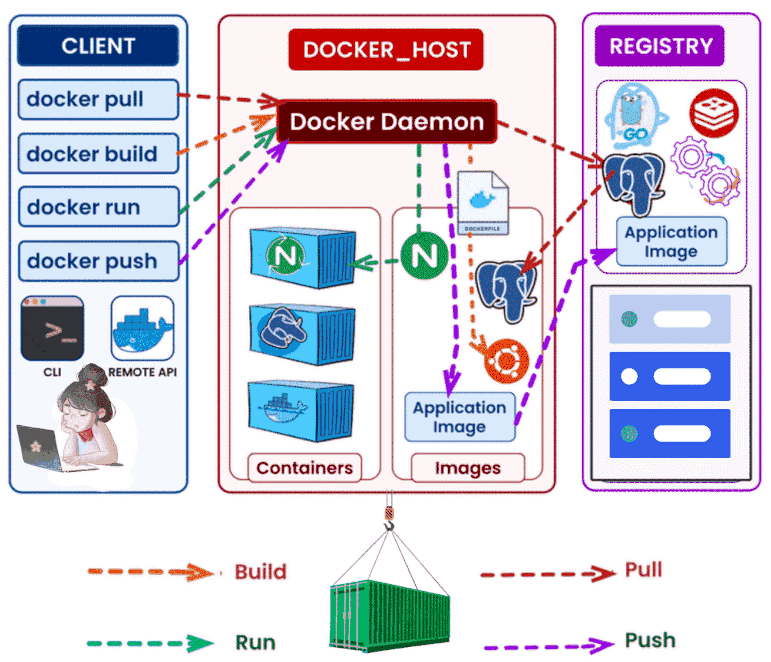 CLIENT
docker pull
docker build
docker run
docker push
>_
CLI
REMOTE API
DOCKER_HOST
Docker Daemon
DOCKERFILE
N
N
Application
Image
Containers
Images
REGISTRY
GO
Application
Image
Build
Pull
Run
Push